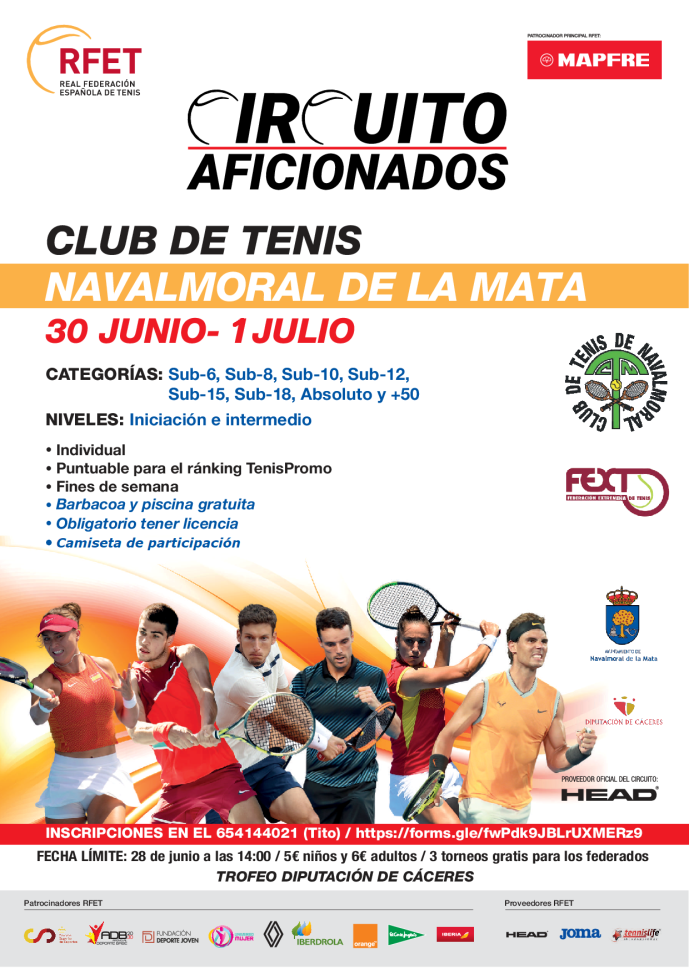 PATROCINADOR PRINCIPAL RFET:
RFET
REAL FEDERACIÓN
ESPAÑOLA DE TENIS
MAPFRE
CIRCUITO
AFICIONADOS
CLUB DE TENIS
NAVALMORAL DE LA MATA
30 JUNIO- 1 JULIO
CATEGORÍAS: Sub-6, Sub-8, Sub-10, Sub-12,
Sub-15, Sub-18, Absoluto y +50
NIVELES: Iniciación e intermedio
• Individual
• Puntuable para el ránking TenisPromo
• Fines de semana
• Barbacoa y piscina gratuita
• Obligatorio tener licencia
• Camiseta de participación
CLUB DE TENIS DE NAVALMORAL
CTM
FEXT
FEDERACIÓN EXTREMEÑA DE TENIS
AYUNTAMIENTO DE
Navalmoral de la Mata
DIPUTACIÓN DE CÁCERES
PROVEEDOR OFICIAL DEL CIRCUITO:
HEAD
INSCRIPCIONES EN EL 654144021 (Tito) / https://forms.gle/fwPdk9JBLrUXMERz9
FECHA LÍMITE: 28 de junio a las 14:00 / 5€ niños y 6€ adultos / 3 torneos gratis para los federados
TROFEO DIPUTACIÓN DE CÁCERES
Patrocinadores RFET
Proveedores RFET
CSD
ADB
DEPORTE BASE
FUNDACIÓN
DEPORTE JOVEN
MUJER
IBERDROLA
orange
El Corte Inglés
IBERIA
HEAD
Joma
tennislife